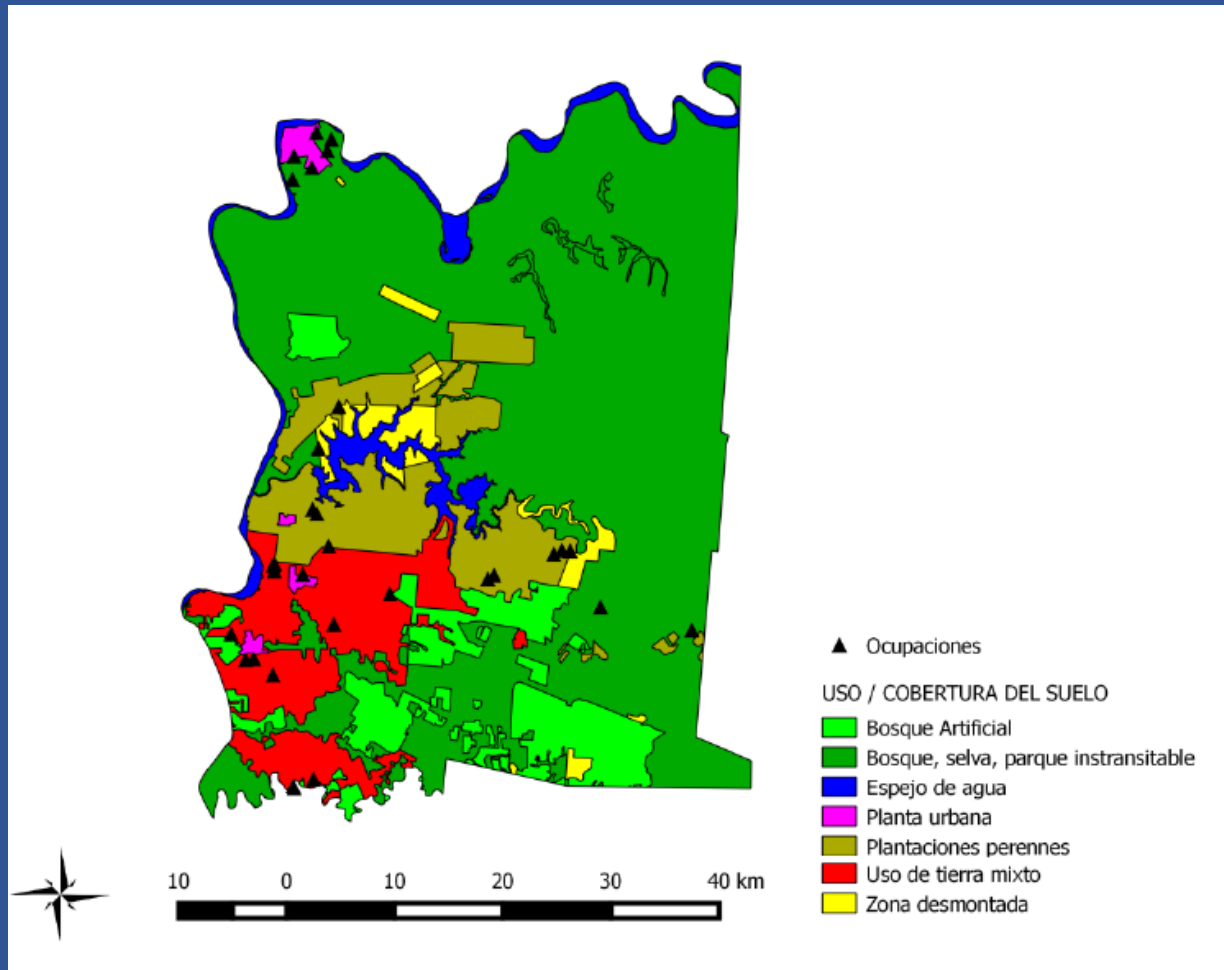 Ocupaciones
USO / COBERTURA DEL SUELO
Bosque Artificial
Bosque, selva, parque instransitable
Espejo de agua
Planta urbana
Plantaciones perennes
Uso de tierra mixto
Zona desmontada
10 0 10 20 30 40 km